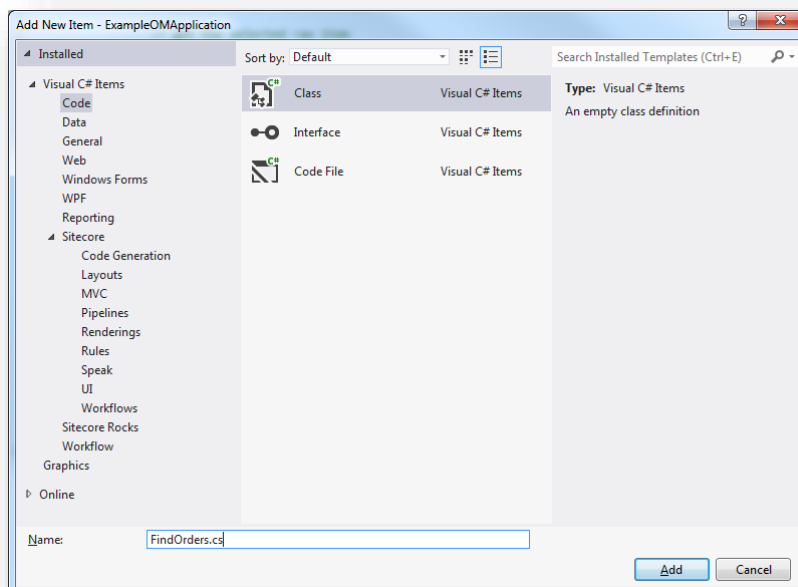 Add New Item - ExampleOMApplication
Installed
Sort by: Default
Search Installed Templates (Ctrl+E)
Visual C# Items
Code
Data
General
Web
Windows Forms
WPF
Reporting
Sitecore
Code Generation
Layouts
MVC
Pipelines
Renderings
Rules
Speak
UI
Workflows
Sitecore Rocks
Workflow
Graphics
Online
C# Class Visual C# Items
Interface Visual C# Items
C# Code File Visual C# Items
Type: Visual C# Items
An empty class definition
Name: FindOrders.cs
Add Cancel